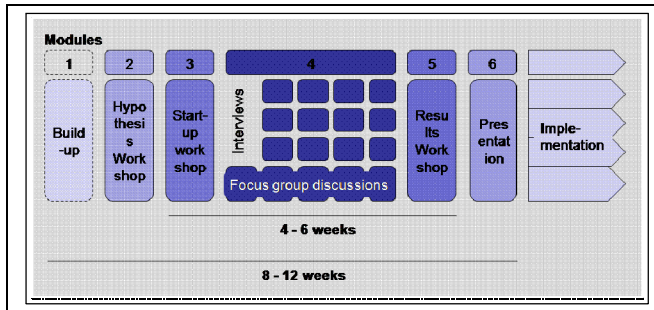 Modules
1
2
3
4
5
6
Build
-up
Hypo
thesi
s
Work
shop
Start-
up
work
shop
Interviews
Focus group discussions
Resu
lts
Work
shop
Pres
entat
ion
Imple-
mentation
4 - 6 weeks
8 - 12 weeks